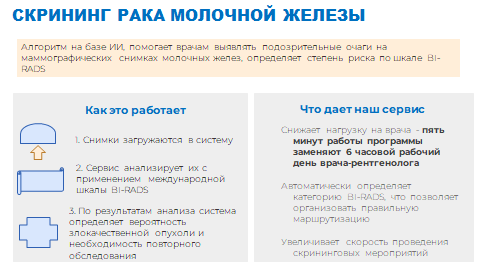 СКРИНИНГ РАКА МОЛОЧНОЙ ЖЕЛЕЗЫ
Алгоритм на базе ИИ, помогает врачам выявлять подозрительные очаги на
маммографических снимках молочных желез, определяет степень риска по шкале BI-
RADS
Как это работает
1. Снимки загружаются в систему
2. Сервис анализирует их с
применением международной
шкалы BI-RADS
3. По результатам анализа система
определяет вероятность
злокачественной опухоли и
необходимость повторного
обследования
Что дает наш сервис
Снижает нагрузку на врача - пять
минут работы программы
заменяют 6 часовой рабочий
день врача-рентгенолога
Автоматически определяет
категорию BI-RADS, что позволяет
организовать правильную
маршрутизацию
Увеличивает скорость проведения
скрининговых мероприятий